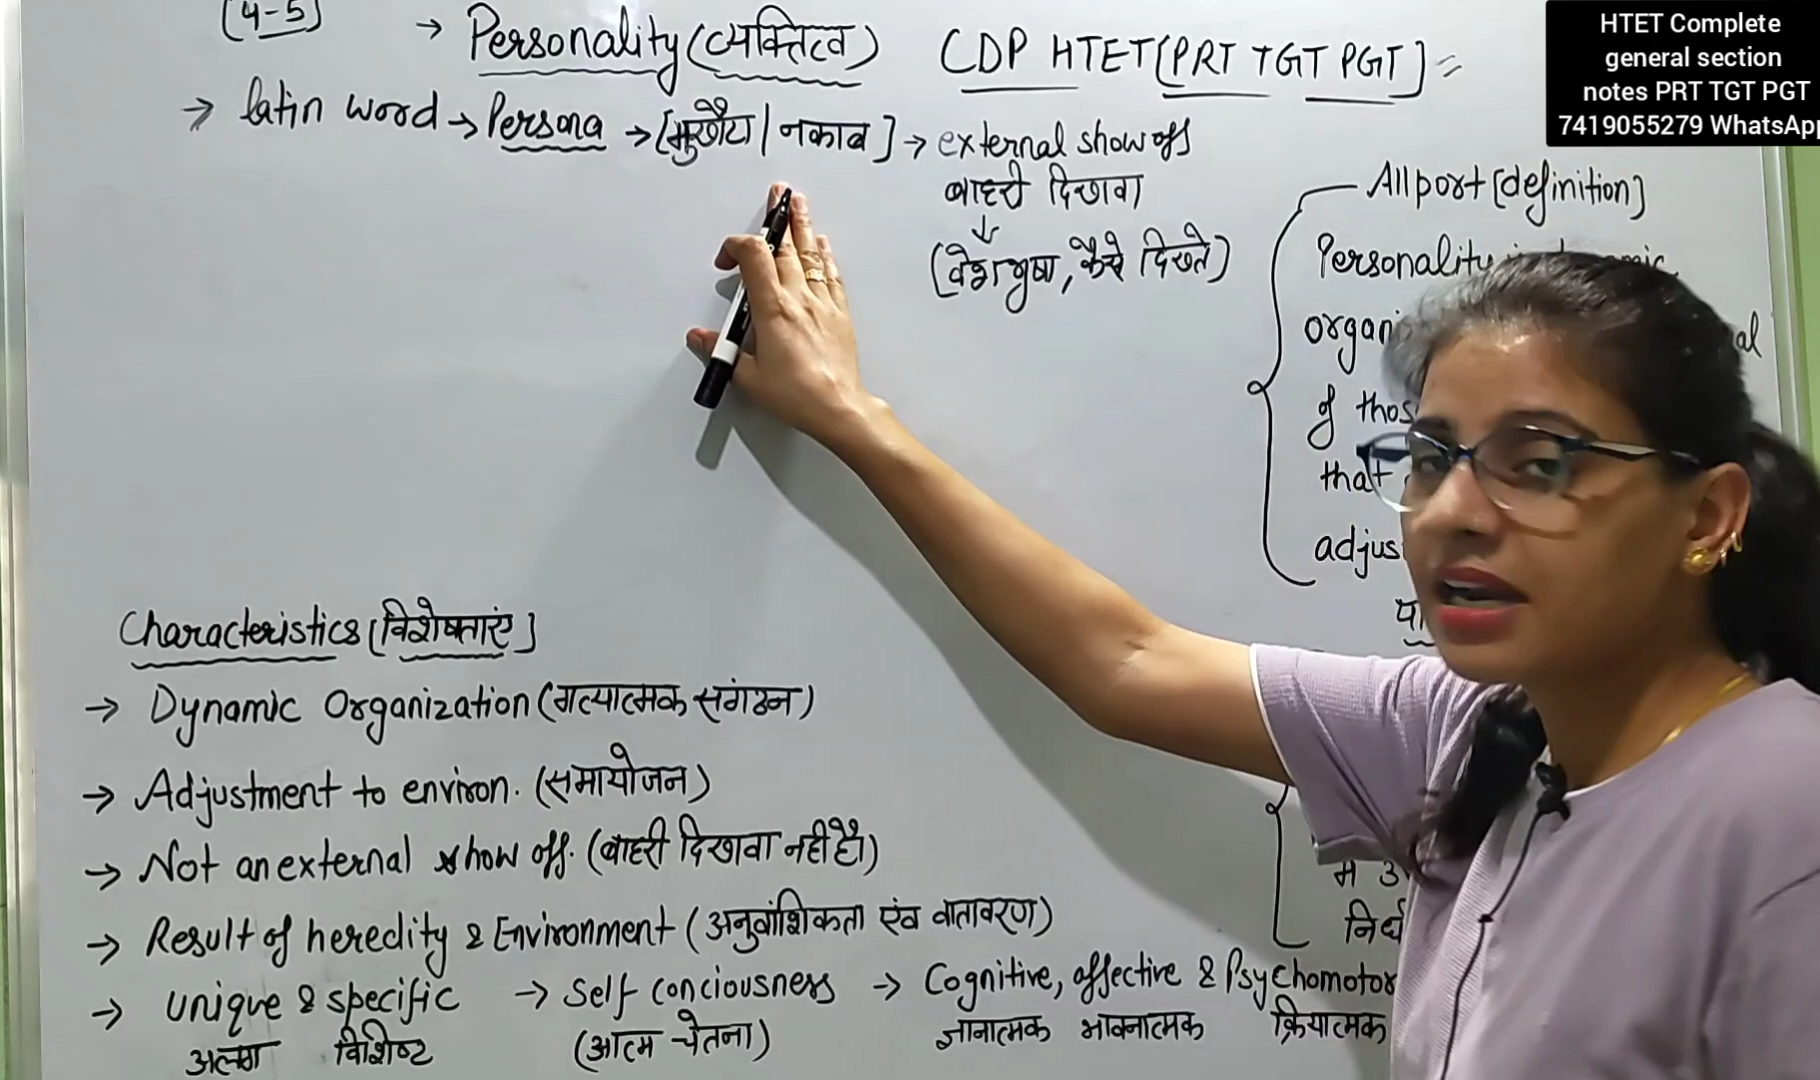 [4-5] → Personality (व्यक्तित्व) CDP HTET [PRT TGT PGT] =
→ latin word → Persona → [मुखौटा | नकाब] → external show off
बाहरी दिखावा
↓
(वेशभूषा, कैसे दिखते)
Allport [definition]
Personality
organi
of thos
that
adjus
Characteristics [विशेषताएं]
→ Dynamic Organization (गत्यात्मक संगठन)
→ Adjustment to environ. (समायोजन)
→ Not an external show off. (बाहरी दिखावा नहीं है।)
→ Result of heredity & Environment (अनुवांशिकता एंव वातावरण)
→ unique & specific → Self conciousness → Cognitive, affective & Psychomotor
अलग विशिष्ट (आत्म चेतना) ज्ञानात्मक भावनात्मक क्रियात्मक
HTET Complete
general section
notes PRT TGT PGT
7419055279 WhatsApp